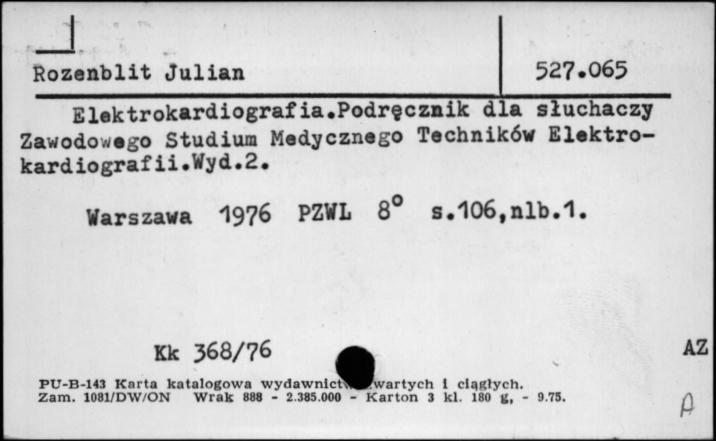 Rozenblit Julian 527.065
Elektrokardiografia.Podręcznik dla słuchaczy
Zawodowego Studium Medycznego Techników Elektro-
kardiografii.Wyd.2.
Warszawa 1976 PZWL 8° s.106,nlb.1.
Kk 368/76 AZ
PU-B-143 Karta katalogowa wydawnictw zwartych i ciągłych.
Zam. 1081/DW/ON Wrak 888 - 2.385.000 - Karton 3 kl. 180 g, - 9.75.
A